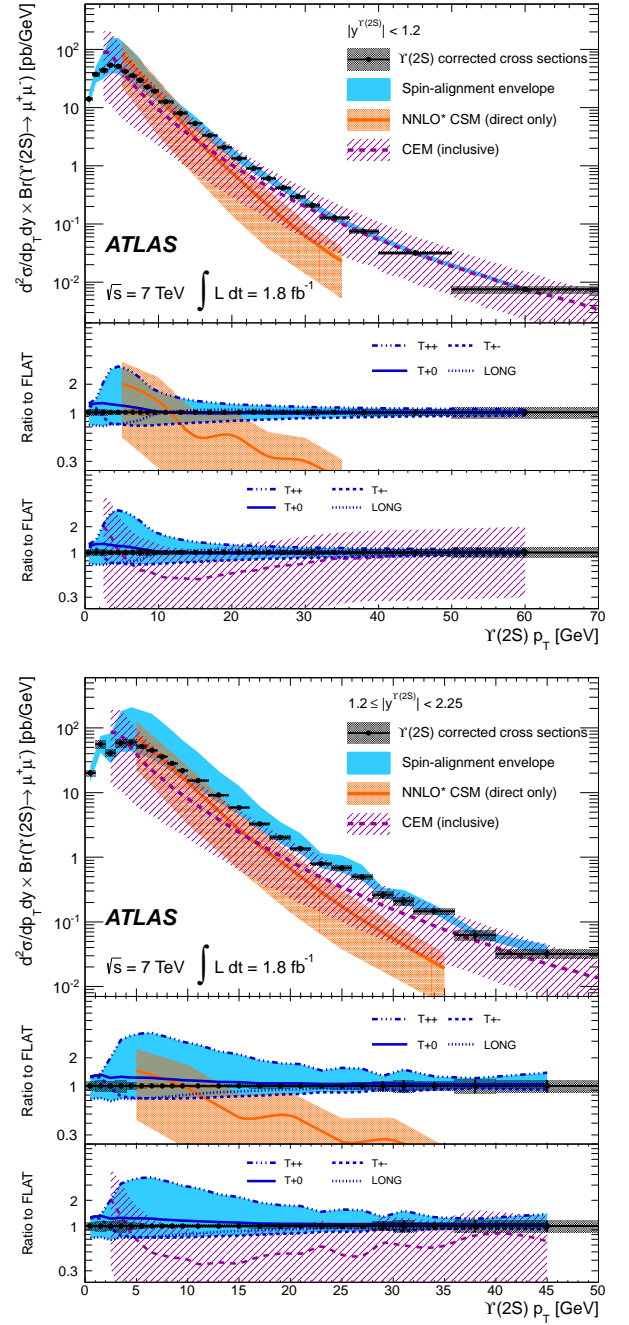 |y^Υ(2S)| < 1.2
d²σ/dp_T dy × Br(Υ(2S)→ μ⁺μ⁻) [pb/GeV]
10²
10
1
10⁻¹
10⁻²
Υ(2S) corrected cross sections
Spin-alignment envelope
NNLO* CSM (direct only)
CEM (inclusive)
ATLAS
√s = 7 TeV ∫ L dt = 1.8 fb⁻¹
Ratio to FLAT
2
1
0.3
T++ T+-
T+0 LONG
Ratio to FLAT
2
1
0.3
T++ T+-
T+0 LONG
0 10 20 30 40 50 60 70
Υ(2S) p_T [GeV]
1.2 ≤ |y^Υ(2S)| < 2.25
d²σ/dp_T dy × Br(Υ(2S)→ μ⁺μ⁻) [pb/GeV]
10²
10
1
10⁻¹
10⁻²
Υ(2S) corrected cross sections
Spin-alignment envelope
NNLO* CSM (direct only)
CEM (inclusive)
ATLAS
√s = 7 TeV ∫ L dt = 1.8 fb⁻¹
Ratio to FLAT
2
1
0.3
T++ T+-
T+0 LONG
Ratio to FLAT
2
1
0.3
T++ T+-
T+0 LONG
0 5 10 15 20 25 30 35 40 45 50
Υ(2S) p_T [GeV]